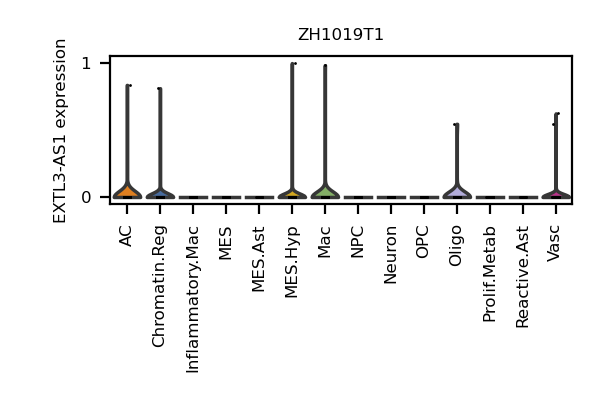 ZH1019T1
EXTL3-AS1 expression
1
0
AC
Chromatin.Reg
Inflammatory.Mac
MES
MES.Ast
MES.Hyp
Mac
NPC
Neuron
OPC
Oligo
Prolif.Metab
Reactive.Ast
Vasc